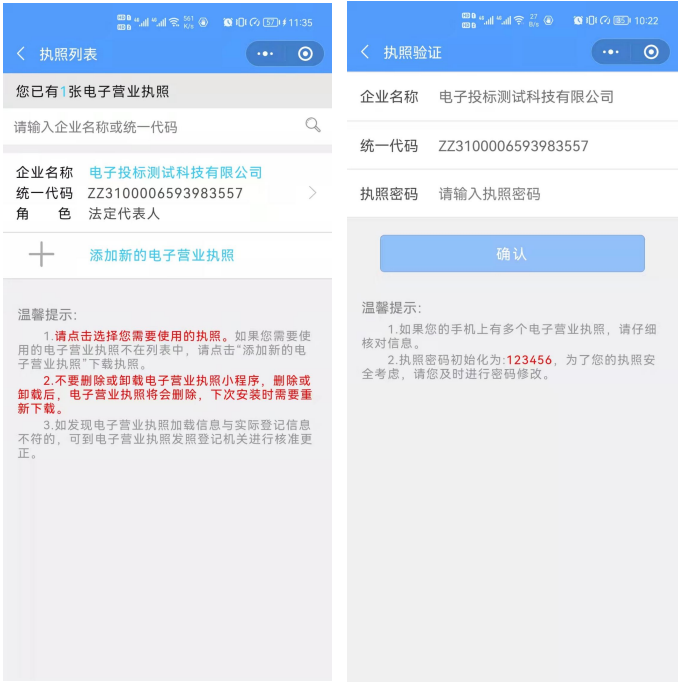 561 K/s 57 11:35
执照列表
您已有1张电子营业执照
请输入企业名称或统一代码
企业名称 电子投标测试科技有限公司
统一代码 ZZ3100006593983557
角 色 法定代表人
添加新的电子营业执照
温馨提示:
1.请点击选择您需要使用的执照。如果您需要使
用的电子营业执照不在列表中，请点击“添加新的电
子营业执照”下载执照。
2.不要删除或卸载电子营业执照小程序，删除或
卸载后，电子营业执照将会删除，下次安装时需要重
新下载。
3.如发现电子营业执照加载信息与实际登记信息
不符的，可到电子营业执照发照登记机关进行核准更
正。
27 B/s 85 10:22
执照验证
企业名称 电子投标测试科技有限公司
统一代码 ZZ3100006593983557
执照密码 请输入执照密码
确认
温馨提示:
1.如果您的手机上有多个电子营业执照，请仔细
核对信息。
2.执照密码初始化为:123456，为了您的执照安
全考虑，请您及时进行密码修改。